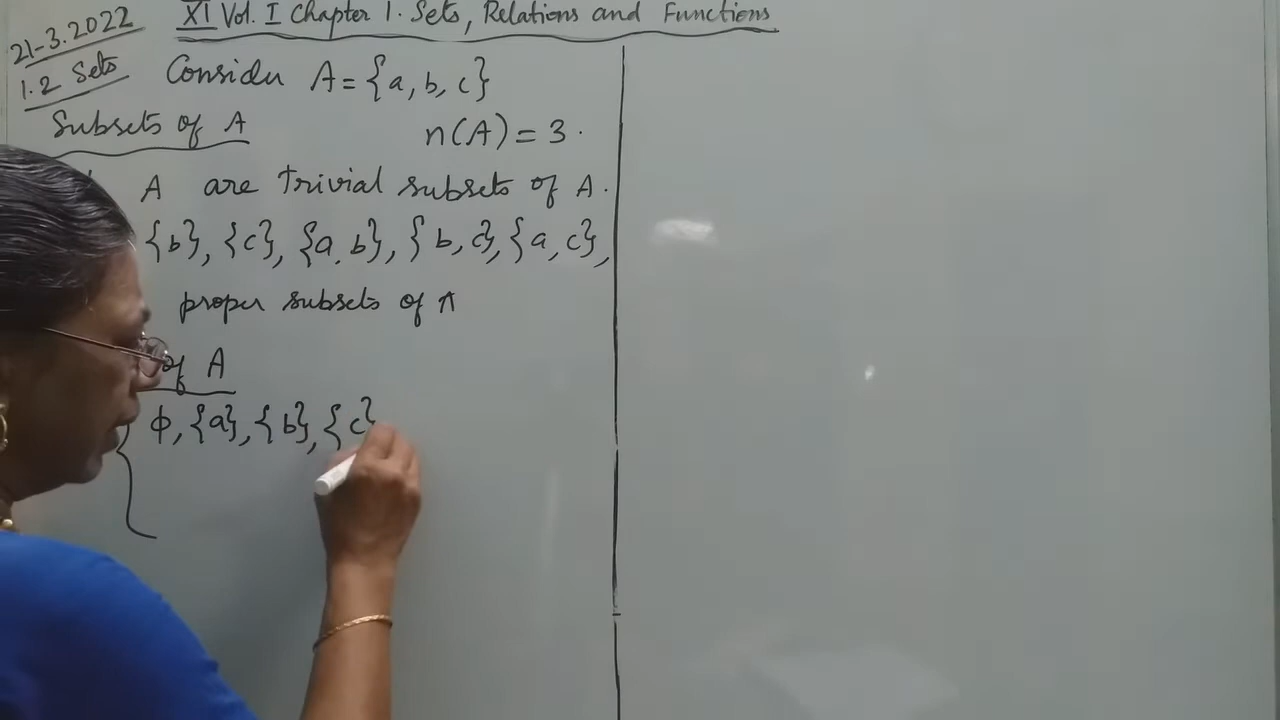 21-3.2022
XI Vol. I Chapter 1. Sets, Relations and Functions
1.2 Sets
Consider A = {a, b, c}
Subsets of A
n(A) = 3.
A are trivial subsets of A.
{b}, {c}, {a, b}, {b, c}, {a, c},
proper subsets of A
of A
ϕ, {a}, {b}, {c}